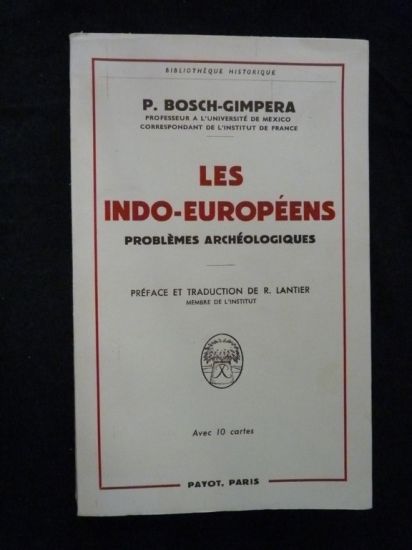 BIBLIOTHÈQUE HISTORIQUE
P. BOSCH-GIMPERA
PROFESSEUR A L'UNIVERSITÉ DE MEXICO
CORRESPONDANT DE L'INSTITUT DE FRANCE
LES
INDO-EUROPÉENS
PROBLÈMES ARCHÉOLOGIQUES
PRÉFACE ET TRADUCTION DE R. LANTIER
MEMBRE DE L'INSTITUT
Avec 10 cartes
PAYOT, PARIS